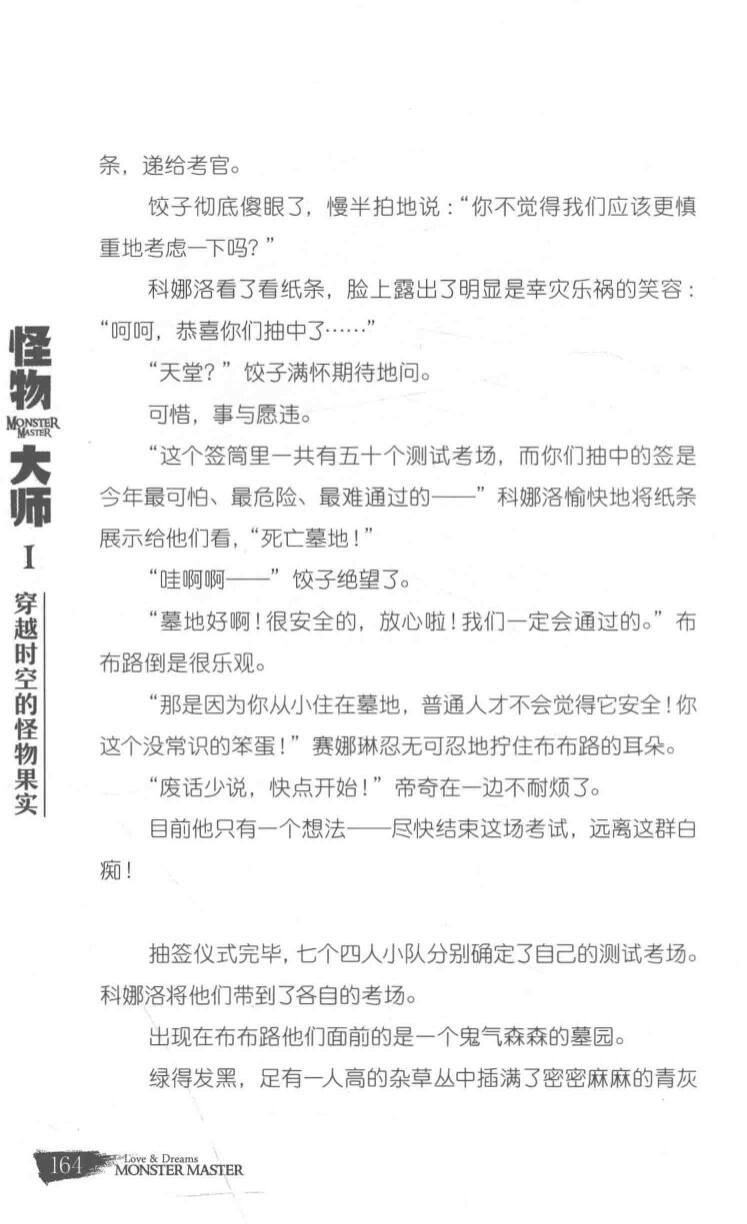 条，递给考官。
饺子彻底傻眼了，慢半拍地说：“你不觉得我们应该更慎
重地考虑一下吗？”
科娜洛看了看纸条，脸上露出了明显是幸灾乐祸的笑容：
“呵呵，恭喜你们抽中了……”
“天堂？”饺子满怀期待地问。
可惜，事与愿违。
“这个签筒里一共有五十个测试考场，而你们抽中的签是
今年最可怕、最危险、最难通过的——”科娜洛愉快地将纸条
展示给他们看，“死亡墓地！”
“哇啊啊——”饺子绝望了。
“墓地好啊！很安全的，放心啦！我们一定会通过的。”布
布路倒是很乐观。
“那是因为你从小住在墓地，普通人才不会觉得它安全！你
这个没常识的笨蛋！”赛娜琳忍无可忍地拧住布布路的耳朵。
“废话少说，快点开始！”帝奇在一边不耐烦了。
目前他只有一个想法——尽快结束这场考试，远离这群白
痴！
抽签仪式完毕，七个四人小队分别确定了自己的测试考场。
科娜洛将他们带到了各自的考场。
出现在布布路他们面前的是一个鬼气森森的墓园。
绿得发黑，足有一人高的杂草丛中插满了密密麻麻的青灰
怪物
MONSTER
MASTER
大师
I
穿越时空的怪物果实
164
Love & Dreams
MONSTER MASTER